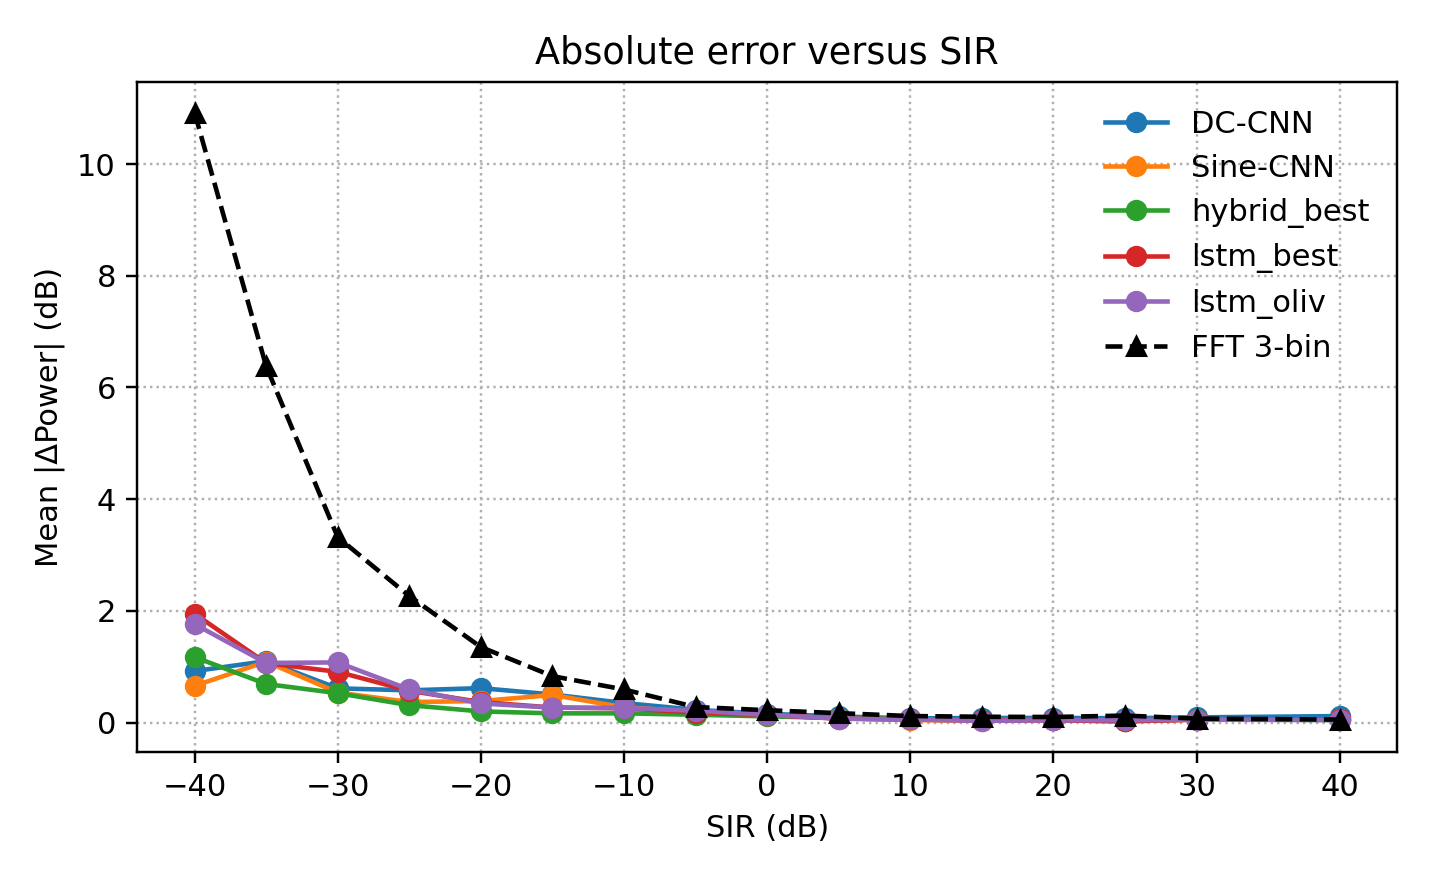 Absolute error versus SIR
Mean |ΔPower| (dB)
10
8
6
4
2
0
DC-CNN
Sine-CNN
hybrid_best
lstm_best
lstm_oliv
FFT 3-bin
−40 −30 −20 −10 0 10 20 30 40
SIR (dB)